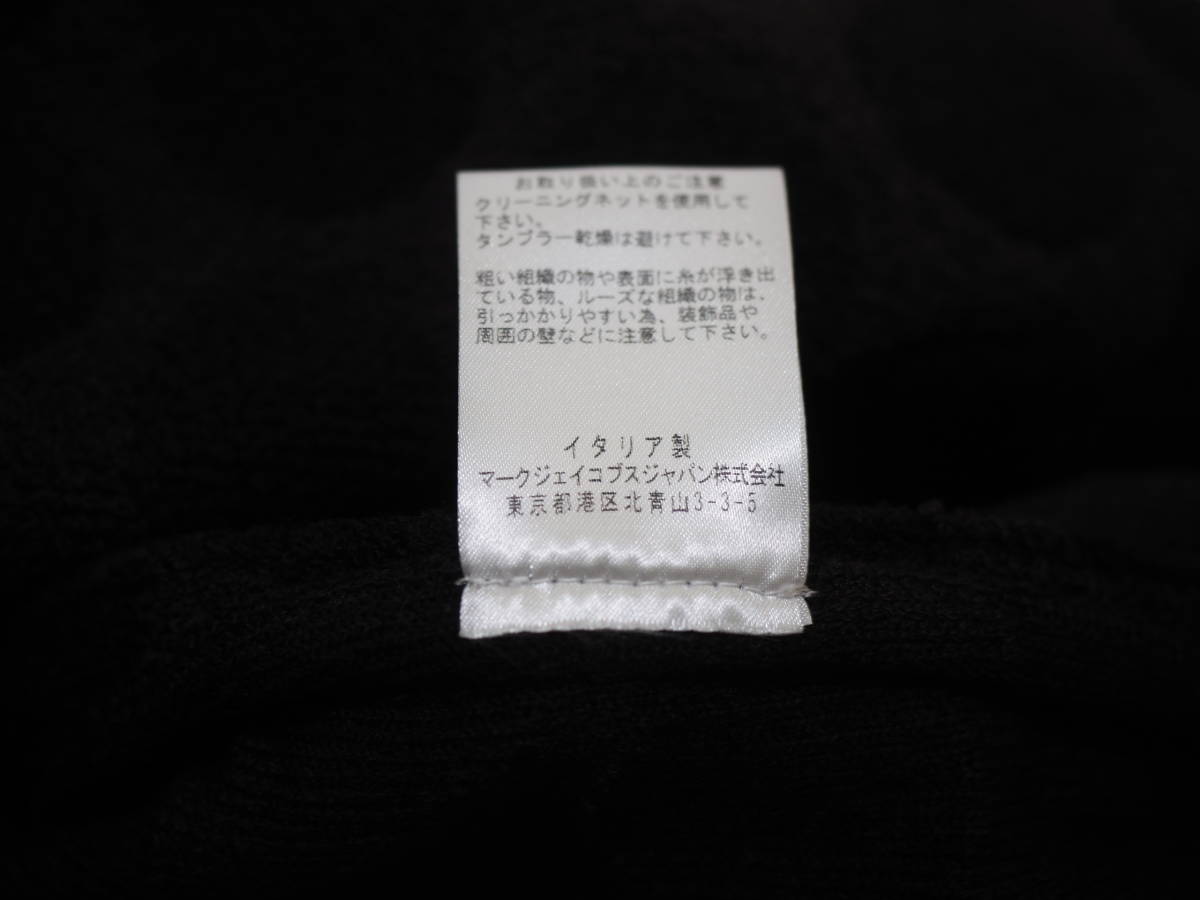 お取り扱い上のご注意
クリーニングネットを使用して
下さい。
タンブラー乾燥は避けて下さい。
粗い組織の物や表面に糸が浮き出
ている物、ルーズな組織の物は、
引っかかりやすい為、装飾品や
周囲の壁などに注意して下さい。
イタリア製
マークジェイコブスジャパン株式会社
東京都港区北青山3-3-5